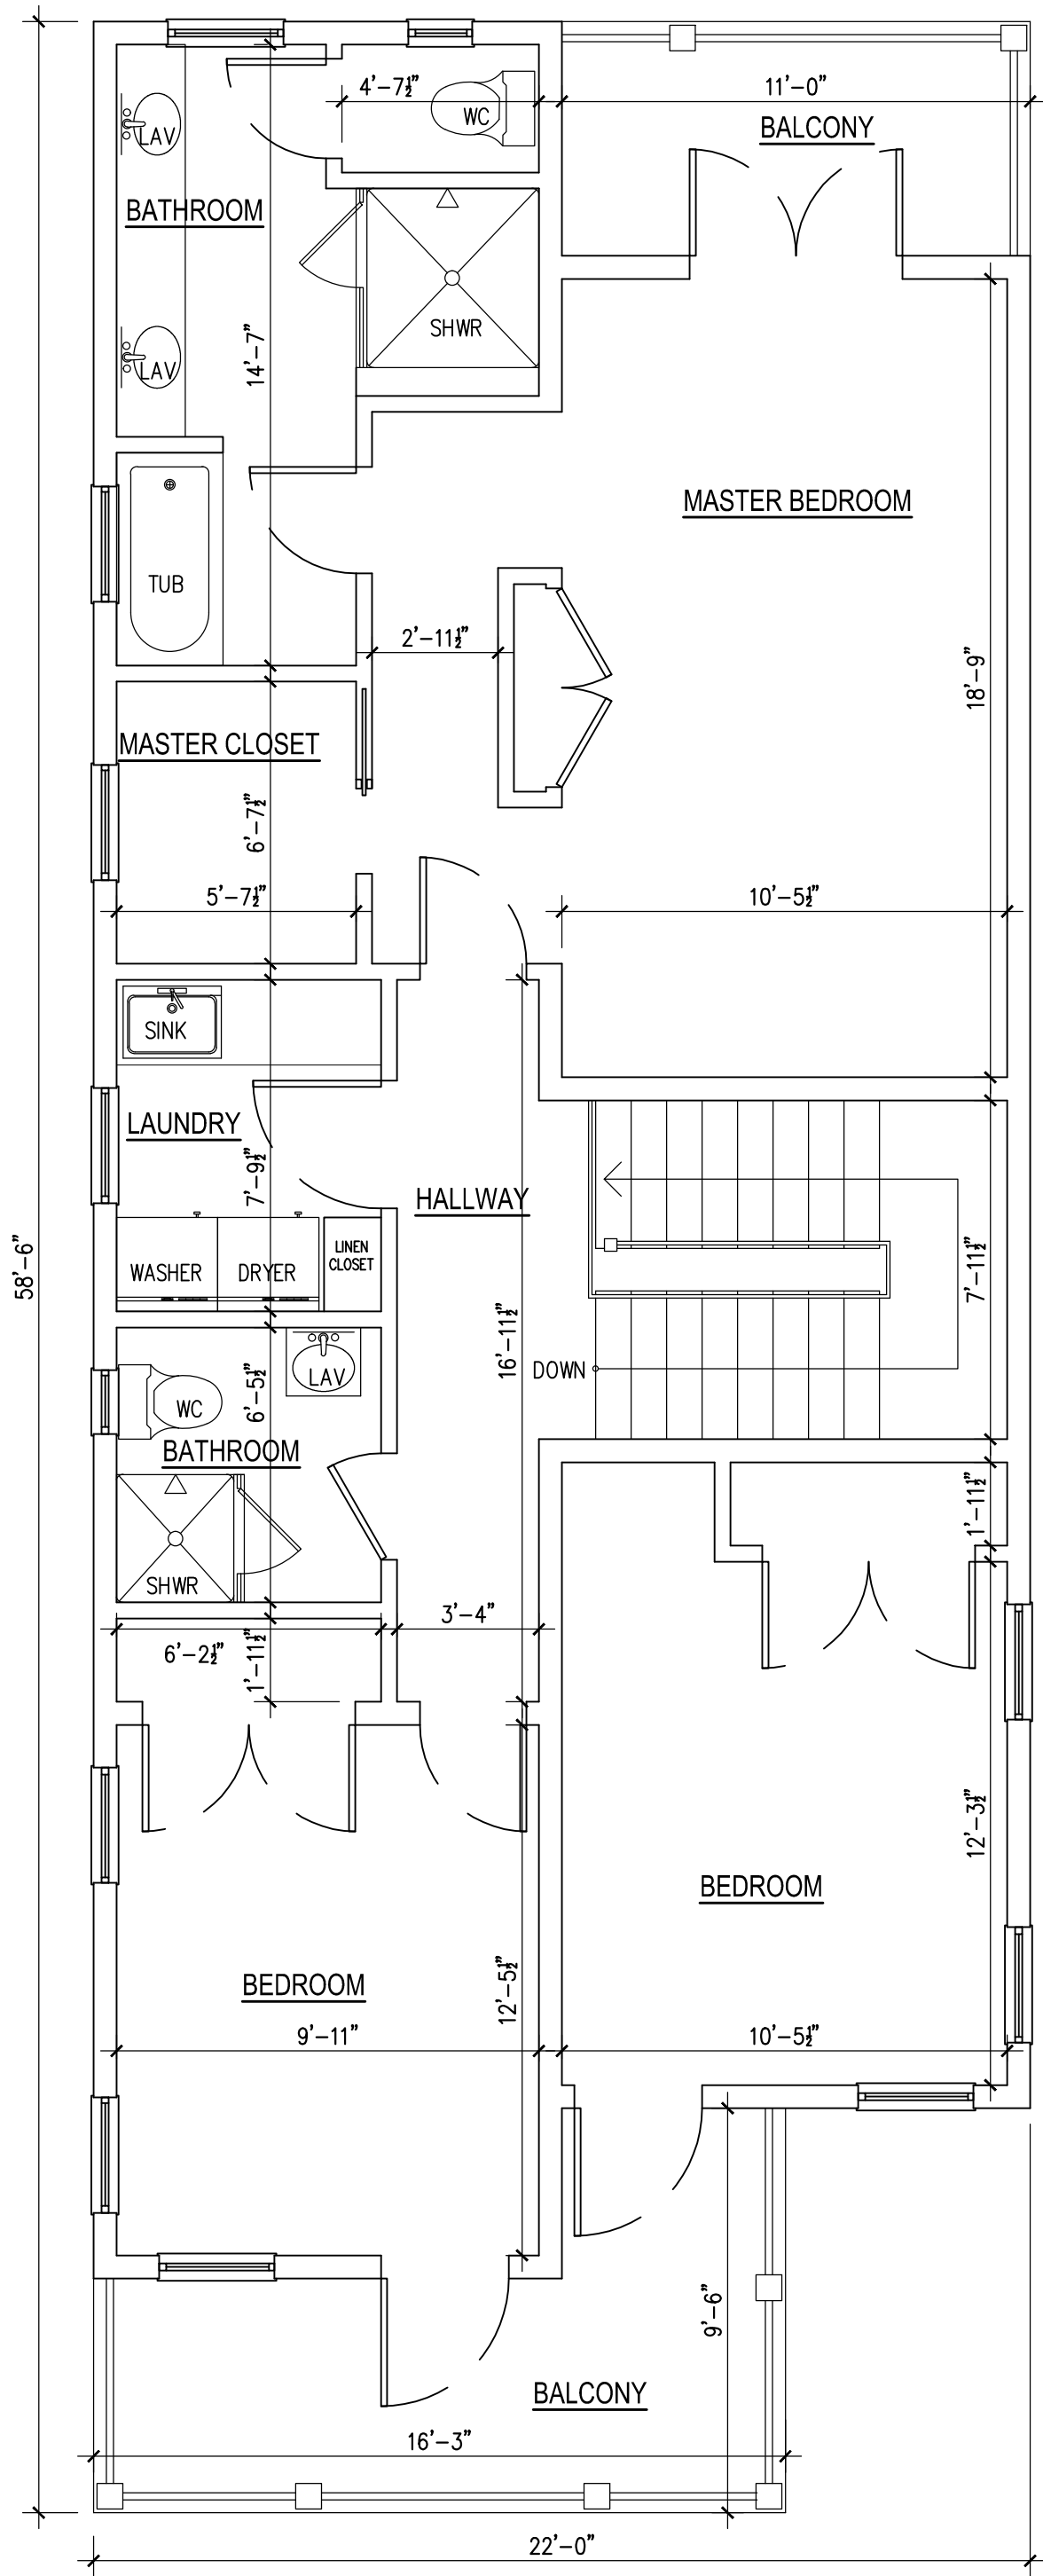 4'-7½"
WC
11'-0"
BALCONY
LAV
BATHROOM
SHWR
14'-7"
LAV
MASTER BEDROOM
TUB
2'-11½"
18'-9"
MASTER CLOSET
6'-7½"
5'-7½"
10'-5½"
SINK
LAUNDRY
7'-9½"
HALLWAY
58'-6"
WASHER
DRYER
LINEN
CLOSET
7'-11½"
16'-11½"
DOWN
LAV
6'-5½"
WC
BATHROOM
1'-11½"
SHWR
3'-4"
6'-2½"
1'-11½"
12'-3½"
BEDROOM
BEDROOM
12'-5½"
9'-11"
10'-5½"
9'-6"
BALCONY
16'-3"
22'-0"